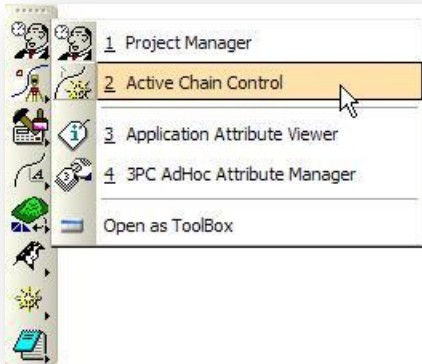 1 Project Manager
2 Active Chain Control
3 Application Attribute Viewer
4 3PC AdHoc Attribute Manager
Open as ToolBox